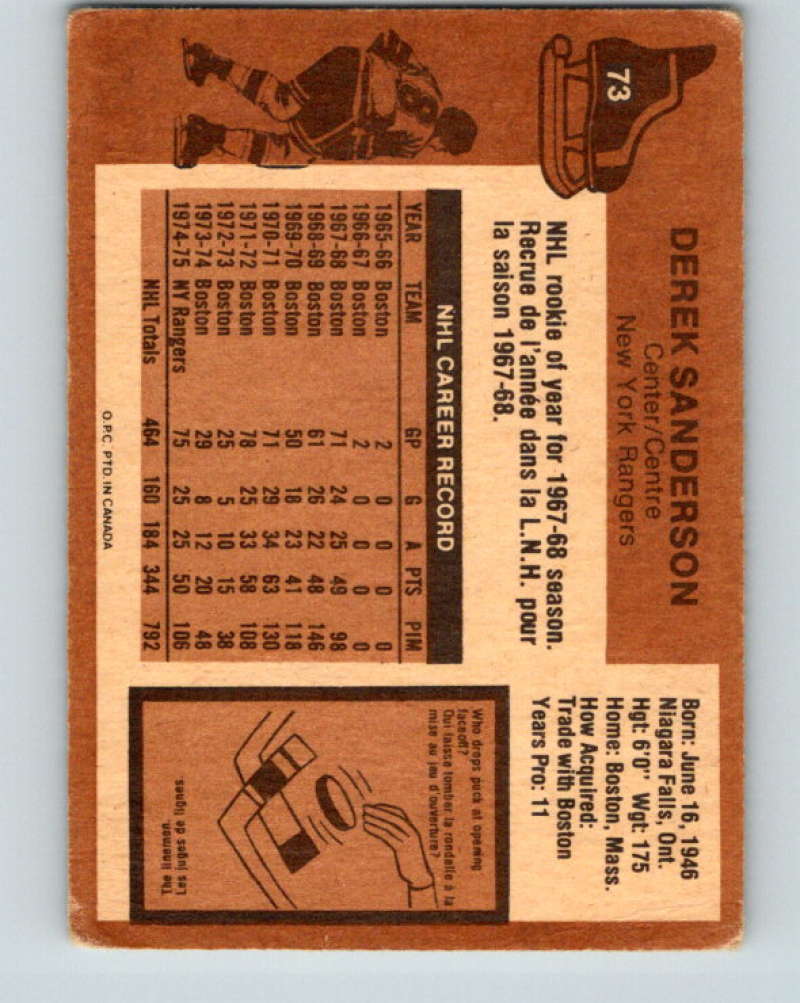 73
DEREK SANDERSON
Center/Centre
New York Rangers
Born: June 16, 1946
Niagara Falls, Ont.
Hgt: 6'0" Wgt: 175
Home: Boston, Mass.
How Acquired:
Trade with Boston
Years Pro: 11
NHL rookie of year for 1967-68 season.
Recrue de l'année dans la L.N.H. pour
la saison 1967-68.
NHL CAREER RECORD
YEAR TEAM GP G A PTS PIM
1965-66 Boston 2 0 0 0 0
1966-67 Boston 2 0 0 0 0
1967-68 Boston 71 24 25 49 98
1968-69 Boston 61 26 22 48 146
1969-70 Boston 50 18 23 41 118
1970-71 Boston 71 29 34 63 130
1971-72 Boston 78 25 33 58 108
1972-73 Boston 25 5 10 15 38
1973-74 Boston 29 8 12 20 48
1974-75 NY Rangers 75 25 25 50 106
NHL Totals 464 160 184 344 792
Who drops puck at opening
faceoff?
Qui laisse tomber la rondelle à la
mise au jeu d'ouverture?
The lineman.
Les juges de lignes
O.P.C. PTD. IN CANADA
8